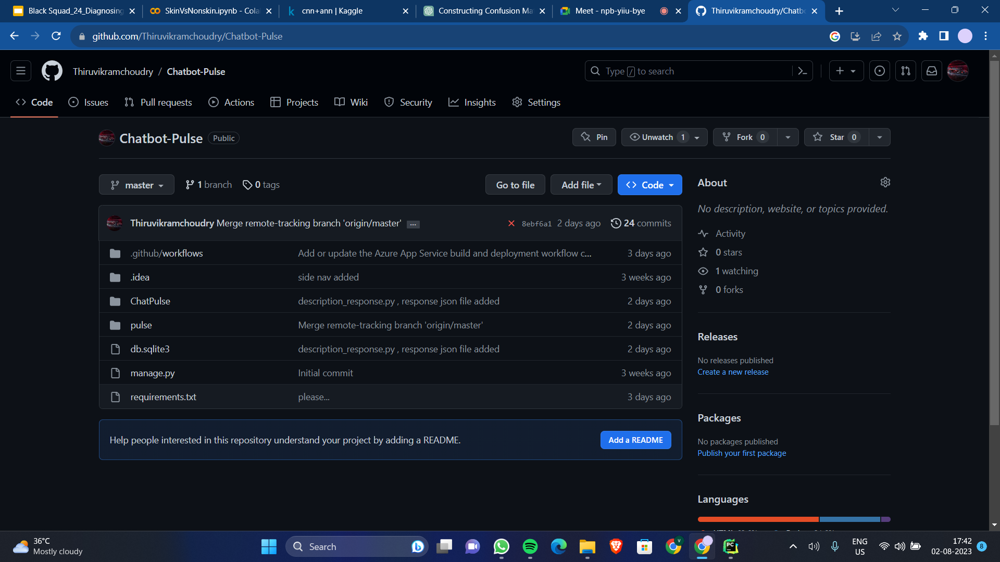 Black Squad_24_Diagnosing
SkinVsNonskin.ipynb - Cola
cnn+ann | Kaggle
Constructing Confusion Ma
Meet - npb-yiiu-bye
Thiruvikramchoudry/Chatb
github.com/Thiruvikramchoudry/Chatbot-Pulse
Thiruvikramchoudry / Chatbot-Pulse
Type / to search
Code Issues Pull requests Actions Projects Wiki Security Insights Settings
Chatbot-Pulse Public
Pin Unwatch 1 Fork 0 Star 0
master 1 branch 0 tags
Go to file Add file Code
Thiruvikramchoudry Merge remote-tracking branch 'origin/master' ... 8ebf6a1 2 days ago 24 commits
.github/workflows Add or update the Azure App Service build and deployment workflow c... 3 days ago
.idea side nav added 3 weeks ago
ChatPulse description_response.py , response json file added 2 days ago
pulse Merge remote-tracking branch 'origin/master' 2 days ago
db.sqlite3 description_response.py , response json file added 2 days ago
manage.py Initial commit 3 weeks ago
requirements.txt please... 3 days ago
Help people interested in this repository understand your project by adding a README.
Add a README
About
No description, website, or topics provided.
Activity
0 stars
1 watching
0 forks
Releases
No releases published
Create a new release
Packages
No packages published
Publish your first package
Languages
36°C
Mostly cloudy
Search
PC
ENG
US
17:42
02-08-2023
8